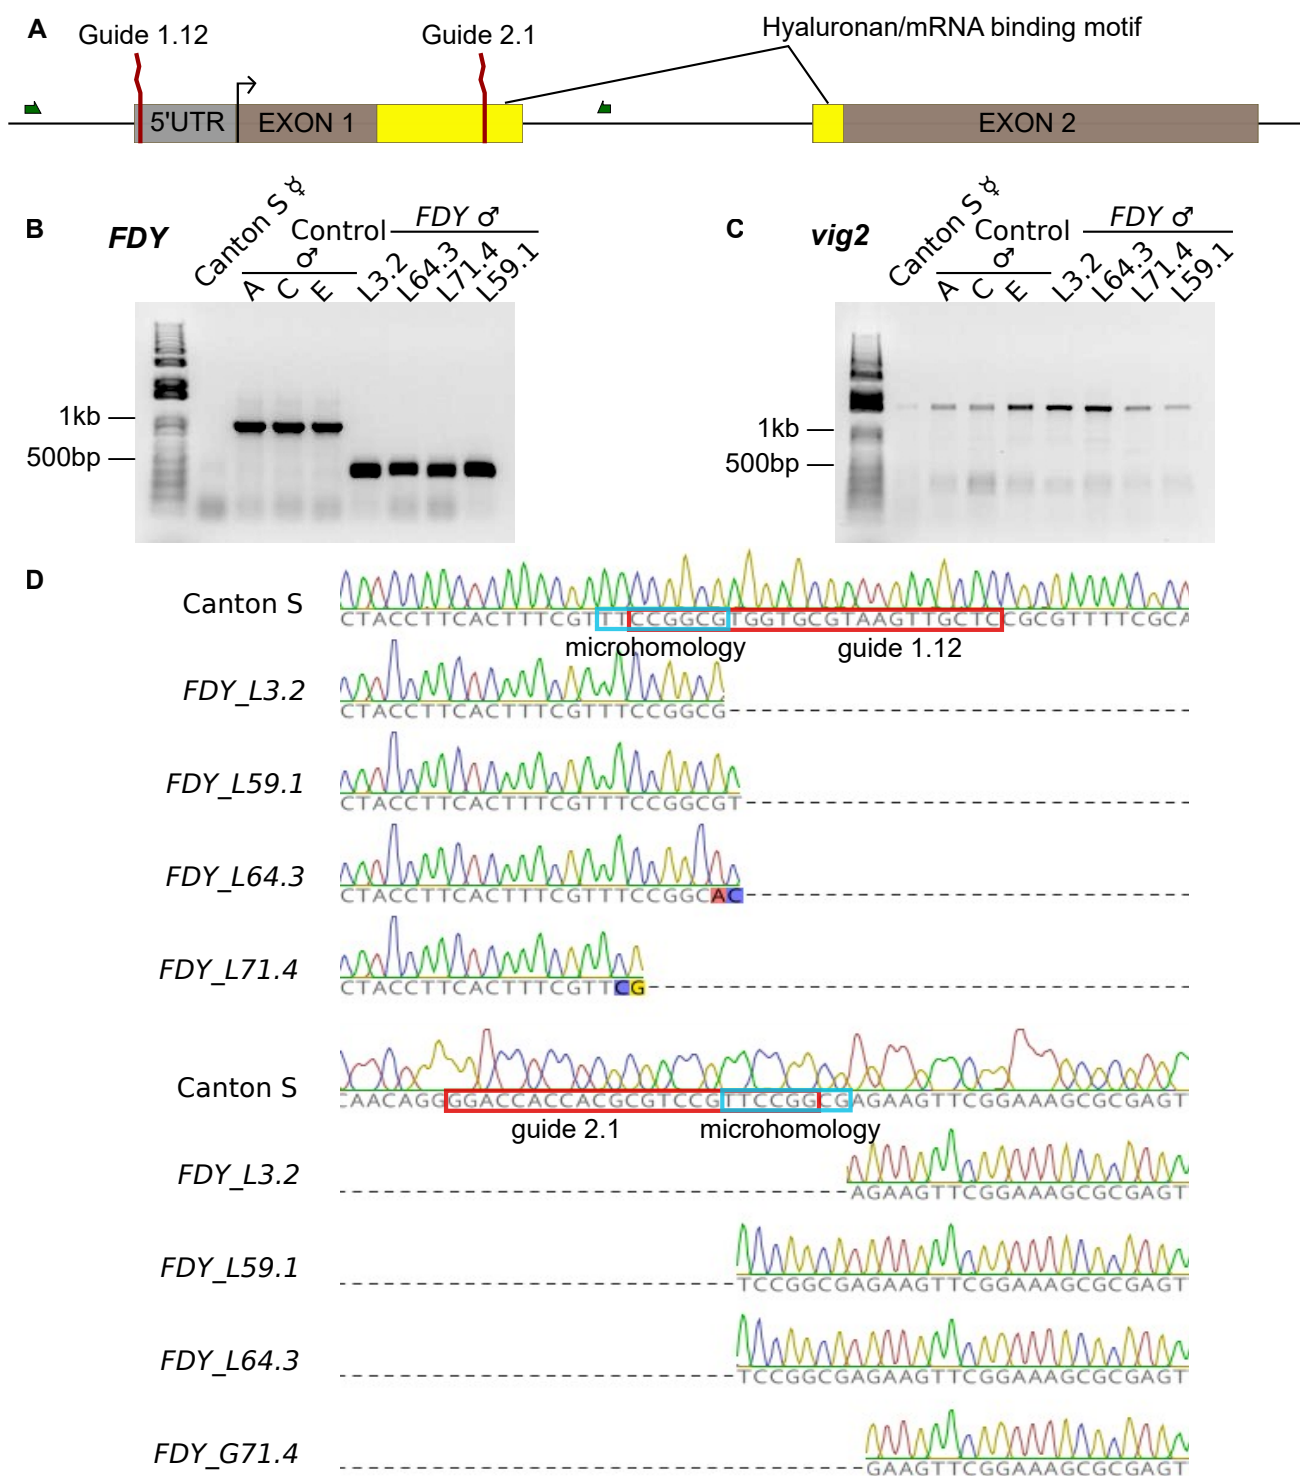 A
Guide 1.12
Guide 2.1
Hyaluronan/mRNA binding motif
5'UTR
EXON 1
EXON 2
B
FDY
Canton S ☿
Control
♂
FDY ♂
A
C
E
L3.2
L64.3
L71.4
L59.1
1kb
500bp
C
vig2
Canton S ☿
Control
♂
FDY ♂
A
C
E
L3.2
L64.3
L71.4
L59.1
1kb
500bp
D
Canton S
CTACCTTCACTTTCGTTTCCGGCGTGGTGCGTAAGTTGCTCCGCGTTTTCGCA
microhomology
guide 1.12
FDY_L3.2
CTACCTTCACTTTCGTTTCCGGCG
FDY_L59.1
CTACCTTCACTTTCGTTTCCGGCGT
FDY_L64.3
CTACCTTCACTTTCGTTTCCGGCAC
FDY_L71.4
CTACCTTCACTTTCGTTCG
Canton S
CAACAGGGGACCACCACGCGTCCGTTCCGGCGAGAAGTTCGGAAAGCGCGAGT
guide 2.1
microhomology
FDY_L3.2
AGAAGTTCGGAAAGCGCGAGT
FDY_L59.1
TCCGGCGAGAAGTTCGGAAAGCGCGAGT
FDY_L64.3
TCCGGCGAGAAGTTCGGAAAGCGCGAGT
FDY_G71.4
GAAGTTCGGAAAGCGCGAGT